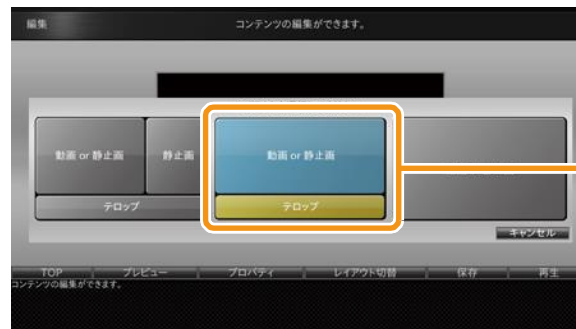 編集
コンテンツの編集ができます。
動画 or 静止画
静止画
動画 or 静止画
テロップ
テロップ
キャンセル
TOP
プレビュー
プロパティ
レイアウト切替
保存
再生
コンテンツの編集ができます。